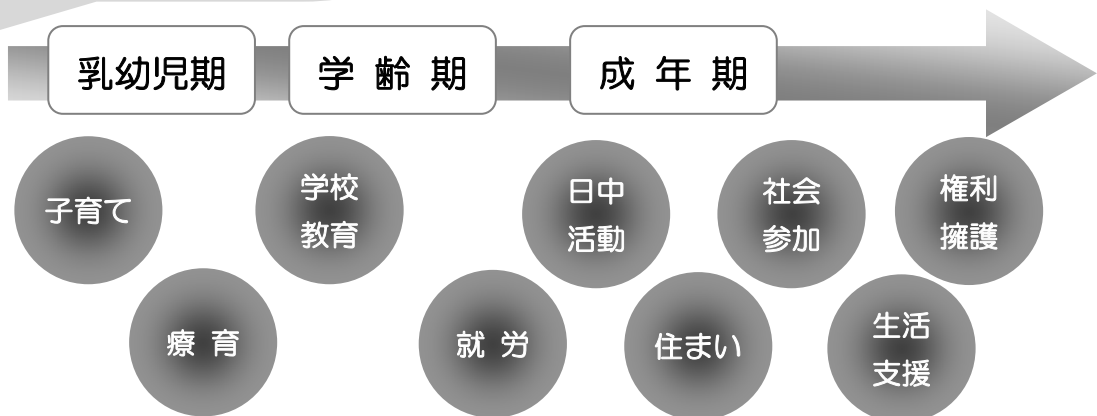 乳幼児期
学齢期
成年期
子育て
学校
教育
日中
活動
社会
参加
権利
擁護
療育
就労
住まい
生活
支援